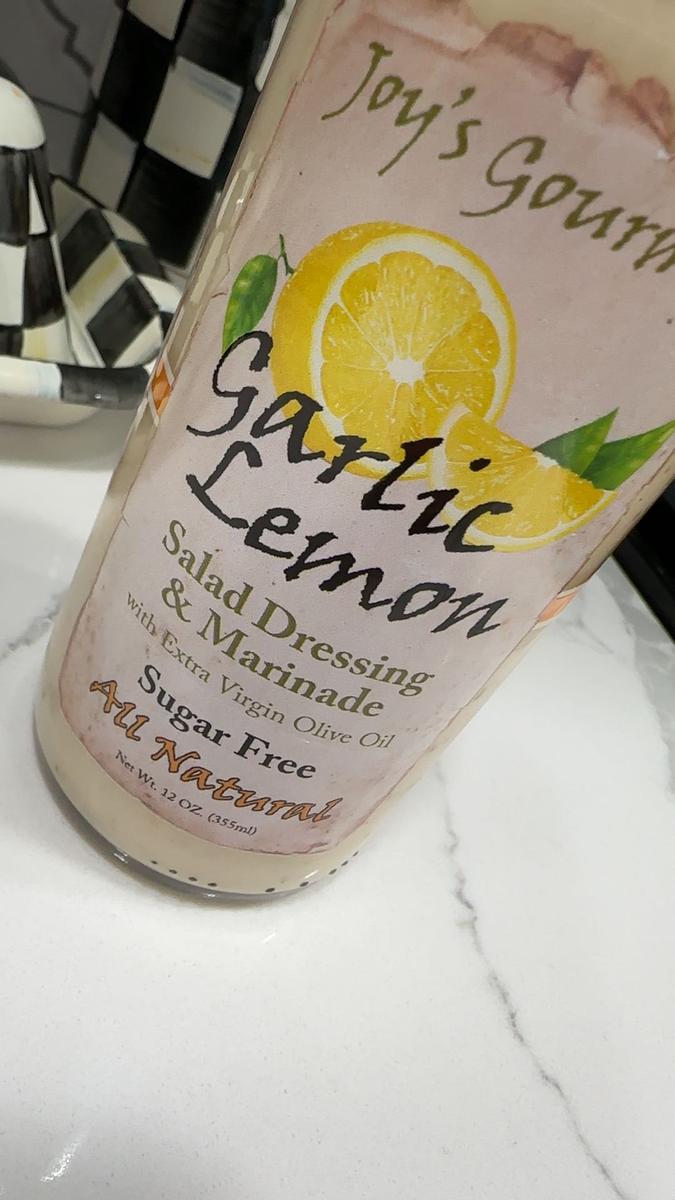 Joy's
Garlic
Lemon
Salad Dressing
& Marinade
with Extra Virgin Olive Oil
Sugar Free
All Natural
Net Wt. 12 OZ. (355ml)